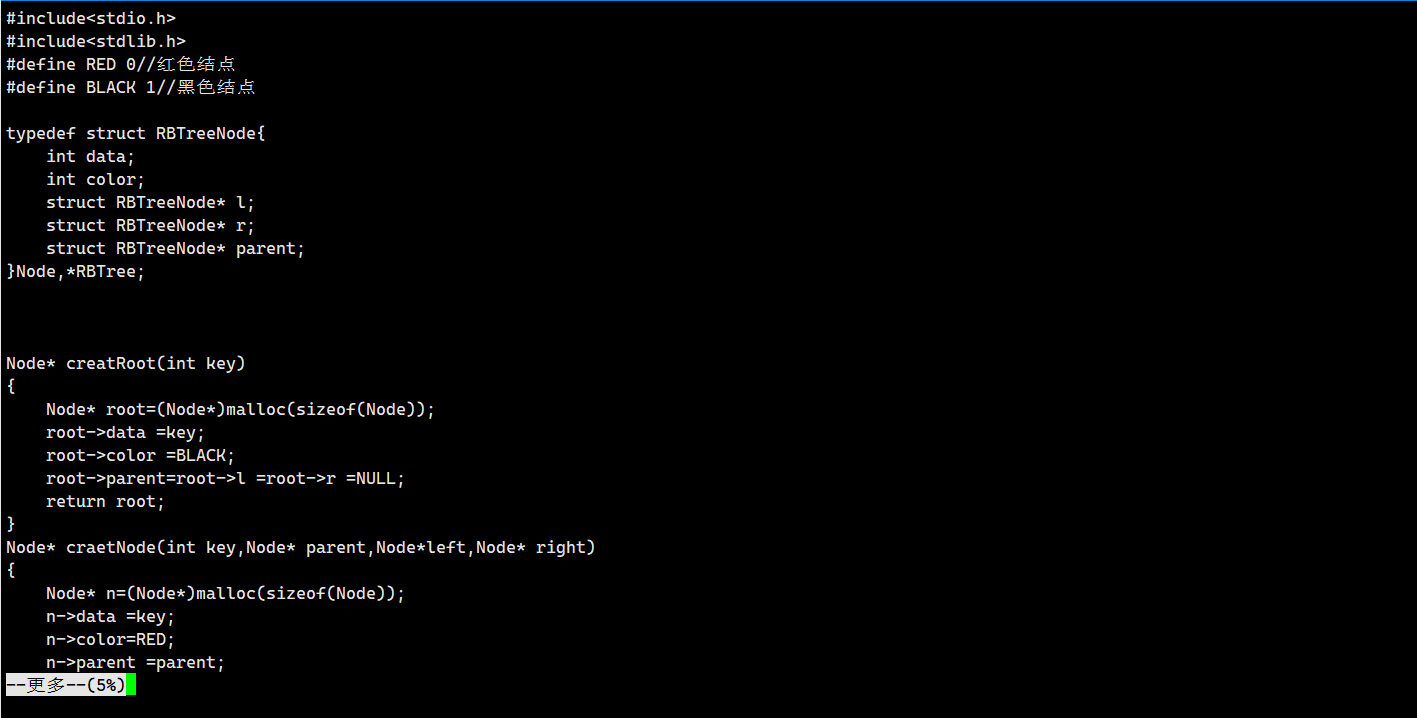 #include<stdio.h>
#include<stdlib.h>
#define RED 0//红色结点
#define BLACK 1//黑色结点
typedef struct RBTreeNode{
    int data;
    int color;
    struct RBTreeNode* l;
    struct RBTreeNode* r;
    struct RBTreeNode* parent;
}Node,*RBTree;
Node* creatRoot(int key)
{
    Node* root=(Node*)malloc(sizeof(Node));
    root->data =key;
    root->color =BLACK;
    root->parent=root->l =root->r =NULL;
    return root;
}
Node* craetNode(int key,Node* parent,Node*left,Node* right)
{
    Node* n=(Node*)malloc(sizeof(Node));
    n->data =key;
    n->color=RED;
    n->parent =parent;
--更多--(5%)